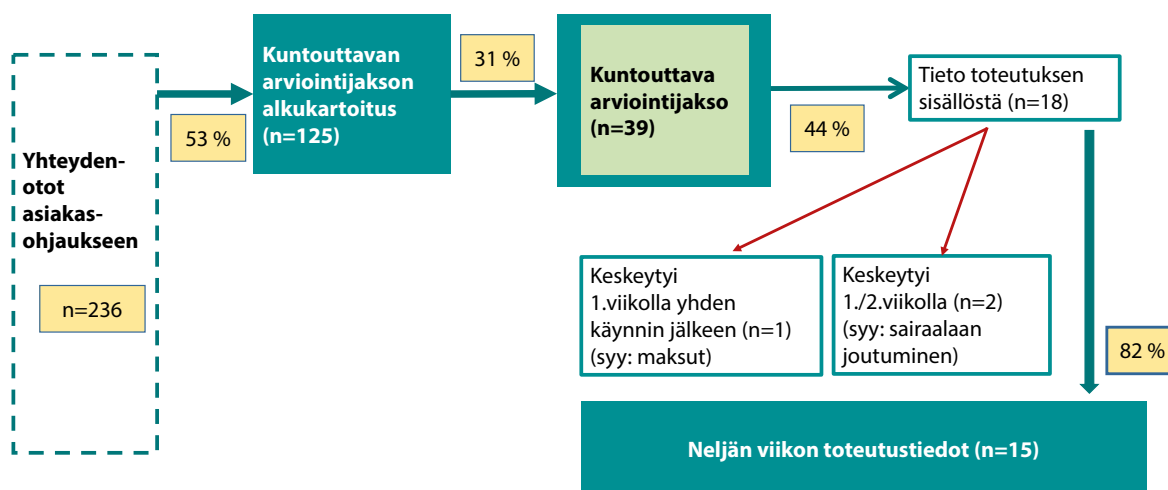 Yhteyden-
otot
asiakas-
ohjaukseen
n=236
53 %
Kuntouttavan
arviointijakson
alkukartoitus
(n=125)
31 %
Kuntouttava
arviointijakso
(n=39)
44 %
Tieto toteutuksen
sisällöstä (n=18)
Keskeytyi
1.viikolla yhden
käynnin jälkeen (n=1)
(syy: maksut)
Keskeytyi
1./2.viikolla (n=2)
(syy: sairaalaan
joutuminen)
82 %
Neljän viikon toteutustiedot (n=15)